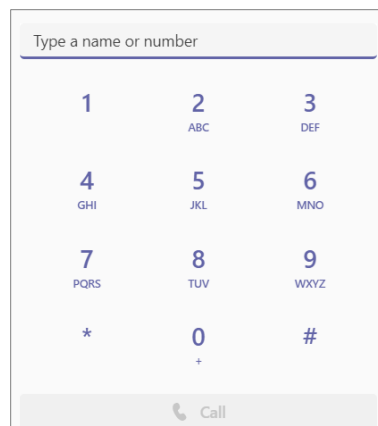 Type a name or number
1 2 3
ABC DEF
4 5 6
GHI JKL MNO
7 8 9
PQRS TUV WXYZ
* 0 #
+
Call